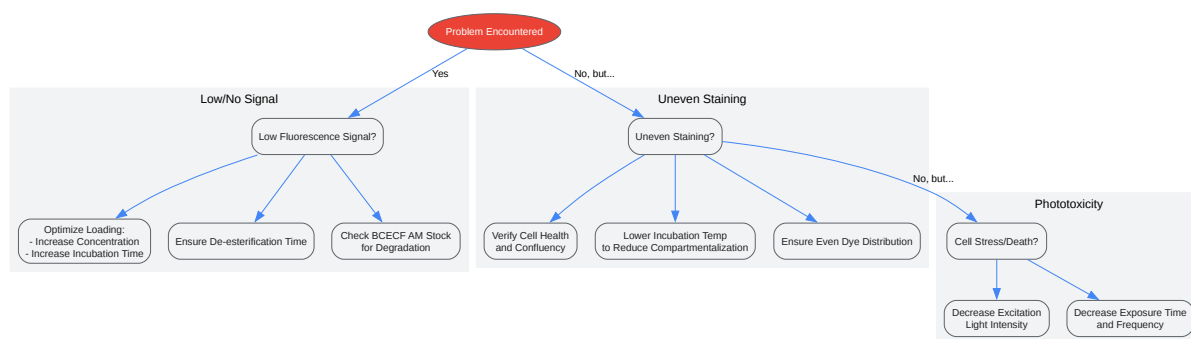 Problem Encountered
Yes
No, but...
Low/No Signal
Uneven Staining
Low Fluorescence Signal?
Uneven Staining?
No, but...
Phototoxicity
Optimize Loading:
- Increase Concentration
- Increase Incubation Time
Ensure De-esterification Time
Check BCECF AM Stock
for Degradation
Verify Cell Health
and Confluency
Lower Incubation Temp
to Reduce Compartmentalization
Ensure Even Dye Distribution
Cell Stress/Death?
Decrease Excitation
Light Intensity
Decrease Exposure Time
and Frequency